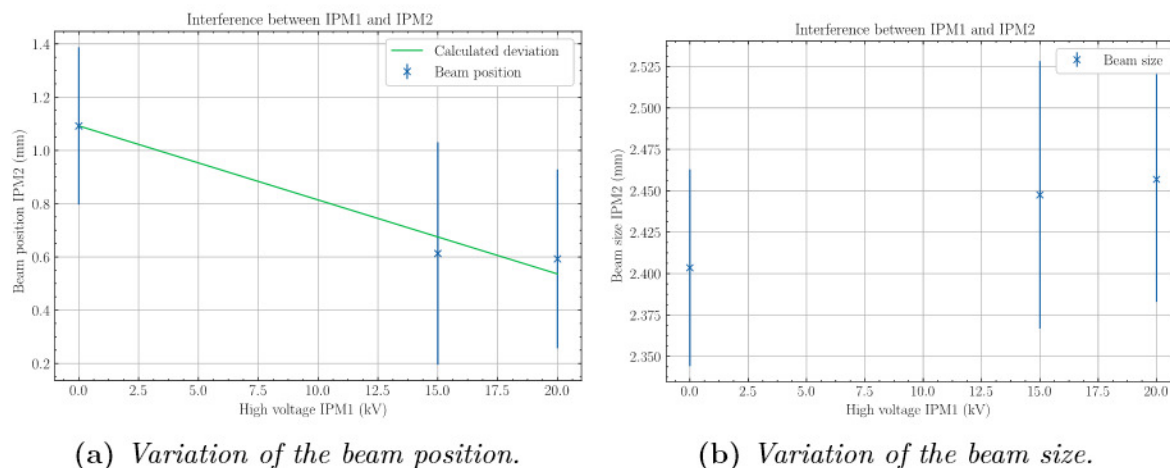 Interference between IPM1 and IPM2
1.4
1.2
1.0
0.8
0.6
0.4
0.2
Beam position IPM2 (mm)
Calculated deviation
Beam position
0.0 2.5 5.0 7.5 10.0 12.5 15.0 17.5 20.0
High voltage IPM1 (kV)
(a) Variation of the beam position.
Interference between IPM1 and IPM2
2.525
2.500
2.475
2.450
2.425
2.400
2.375
2.350
Beam size IPM2 (mm)
Beam size
0.0 2.5 5.0 7.5 10.0 12.5 15.0 17.5 20.0
High voltage IPM1 (kV)
(b) Variation of the beam size.